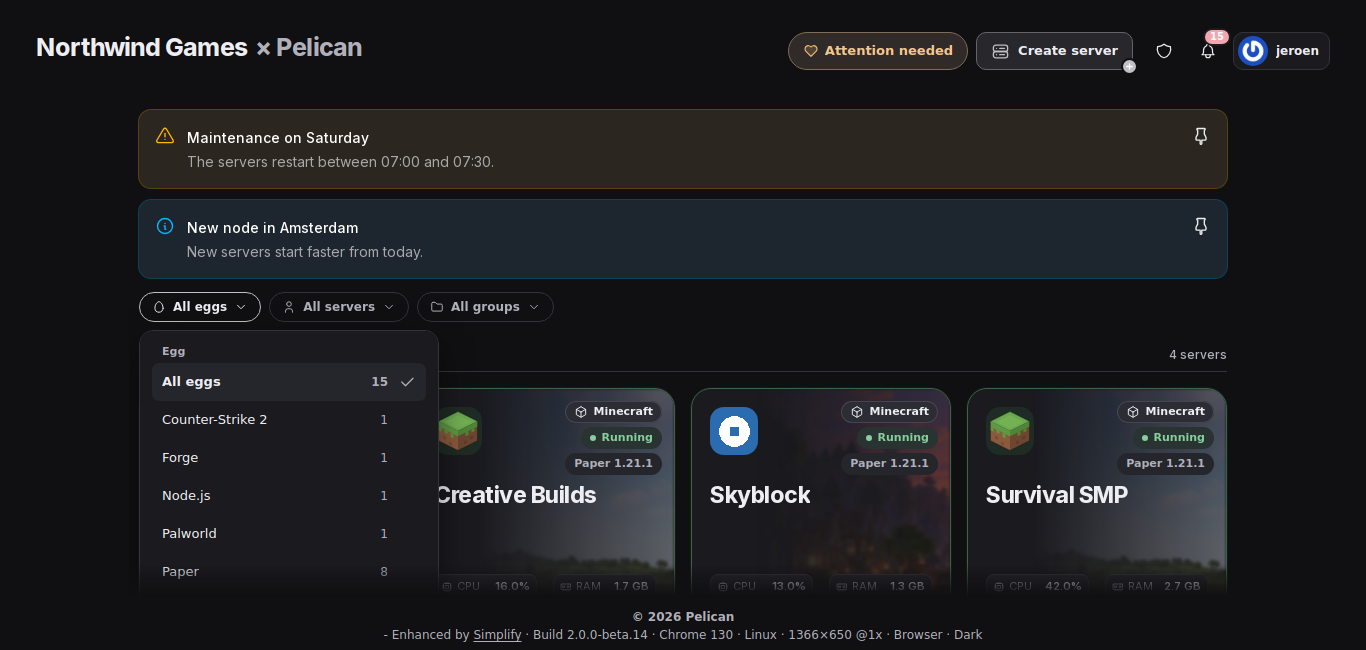 Northwind Games × Pelican
Attention needed
Create server
15
jeroen
Maintenance on Saturday
The servers restart between 07:00 and 07:30.
New node in Amsterdam
New servers start faster from today.
All eggs
All servers
All groups
Egg
4 servers
All eggs 15
Counter-Strike 2 1
Forge 1
Node.js 1
Palworld 1
Paper 8
Minecraft
Running
Paper 1.21.1
Creative Builds
CPU 16.0% RAM 1.7 GB
Minecraft
Running
Paper 1.21.1
Skyblock
CPU 13.0% RAM 1.3 GB
Minecraft
Running
Paper 1.21.1
Survival SMP
CPU 42.0% RAM 2.7 GB
© 2026 Pelican
- Enhanced by Simplify · Build 2.0.0-beta.14 · Chrome 130 · Linux · 1366×650 @1x · Browser · Dark